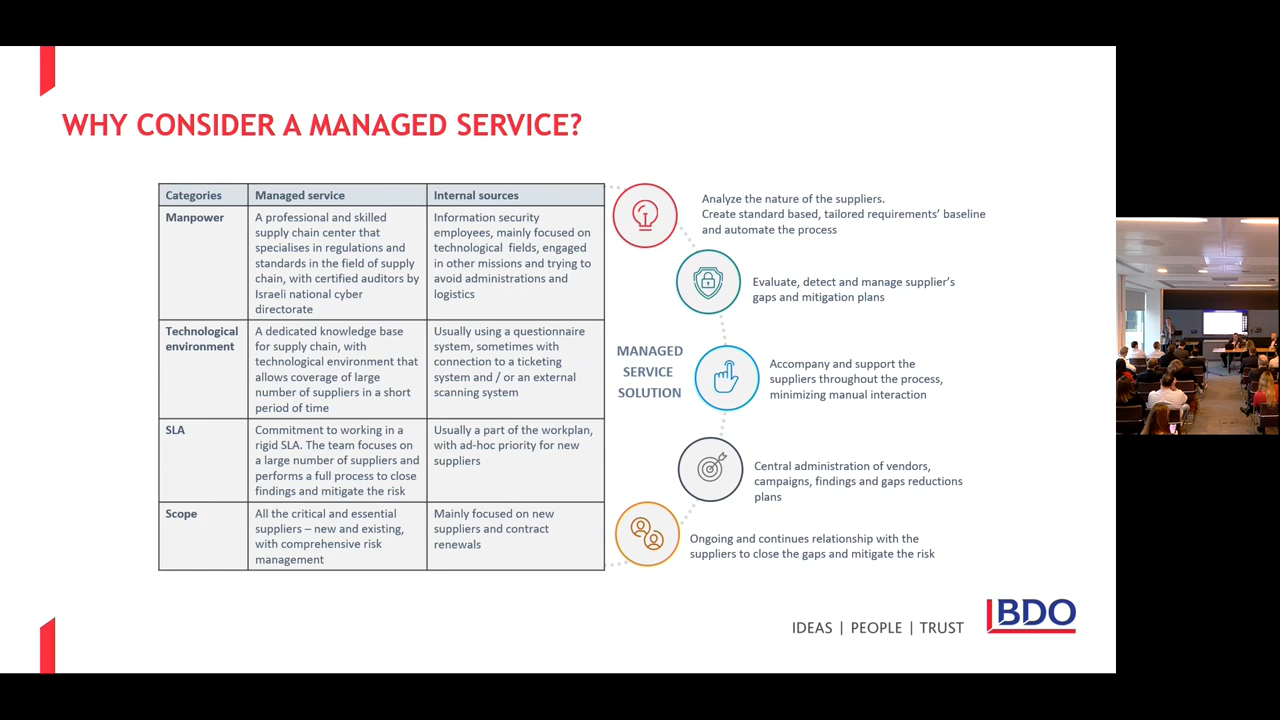 WHY CONSIDER A MANAGED SERVICE?
Categories
Managed service
Internal sources
Manpower
A professional and skilled
supply chain center that
specialises in regulations and
standards in the field of supply
chain, with certified auditors by
Israeli national cyber
directorate
Information security
employees, mainly focused on
technological fields, engaged
in other missions and trying to
avoid administrations and
logistics
Technological
environment
A dedicated knowledge base
for supply chain, with
technological environment that
allows coverage of large
number of suppliers in a short
period of time
Usually using a questionnaire
system, sometimes with
connection to a ticketing
system and / or an external
scanning system
SLA
Commitment to working in a
rigid SLA. The team focuses on
a large number of suppliers and
performs a full process to close
findings and mitigate the risk
Usually a part of the workplan,
with ad-hoc priority for new
suppliers
Scope
All the critical and essential
suppliers – new and existing,
with comprehensive risk
management
Mainly focused on new
suppliers and contract
renewals
MANAGED
SERVICE
SOLUTION
Analyze the nature of the suppliers.
Create standard based, tailored requirements’ baseline
and automate the process
Evaluate, detect and manage supplier’s
gaps and mitigation plans
Accompany and support the
suppliers throughout the process,
minimizing manual interaction
Central administration of vendors,
campaigns, findings and gaps reductions
plans
Ongoing and continues relationship with the
suppliers to close the gaps and mitigate the risk
IDEAS | PEOPLE | TRUST
BDO